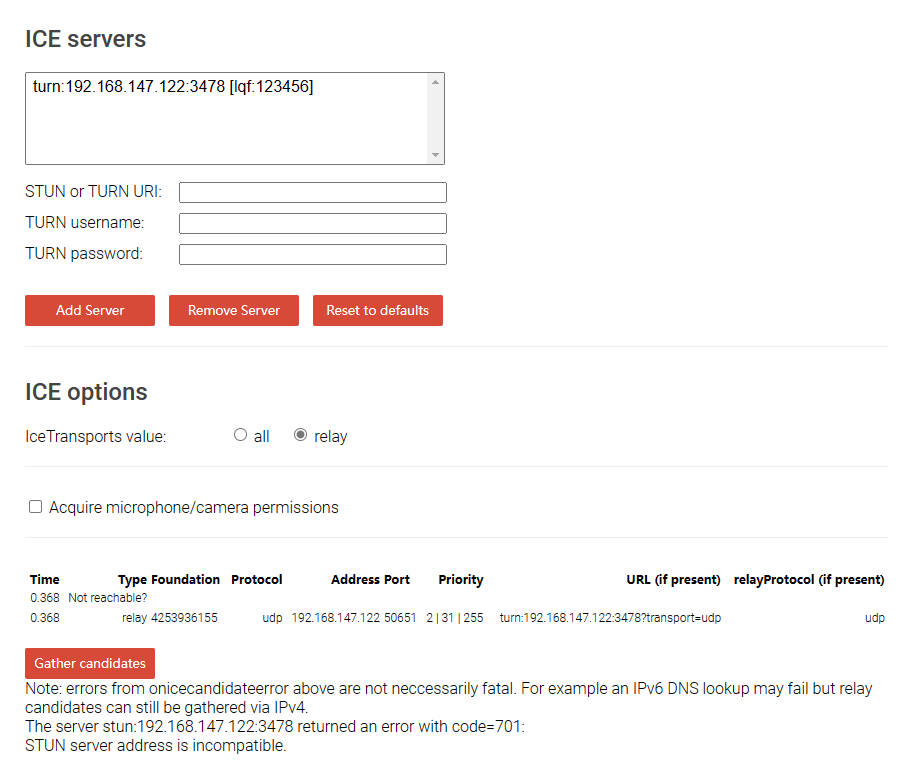 ICE servers
turn:192.168.147.122:3478 [lqf:123456]
STUN or TURN URI:
TURN username:
TURN password:
Add Server Remove Server Reset to defaults
ICE options
IceTransports value: all relay
Acquire microphone/camera permissions
Time Type Foundation Protocol Address Port Priority URL (if present) relayProtocol (if present)
0.368 Not reachable?
0.368 relay 4253936155 udp 192.168.147.122 50651 2 | 31 | 255 turn:192.168.147.122:3478?transport=udp udp
Gather candidates
Note: errors from onicecandidateerror above are not neccessarily fatal. For example an IPv6 DNS lookup may fail but relay
candidates can still be gathered via IPv4.
The server stun:192.168.147.122:3478 returned an error with code=701:
STUN server address is incompatible.